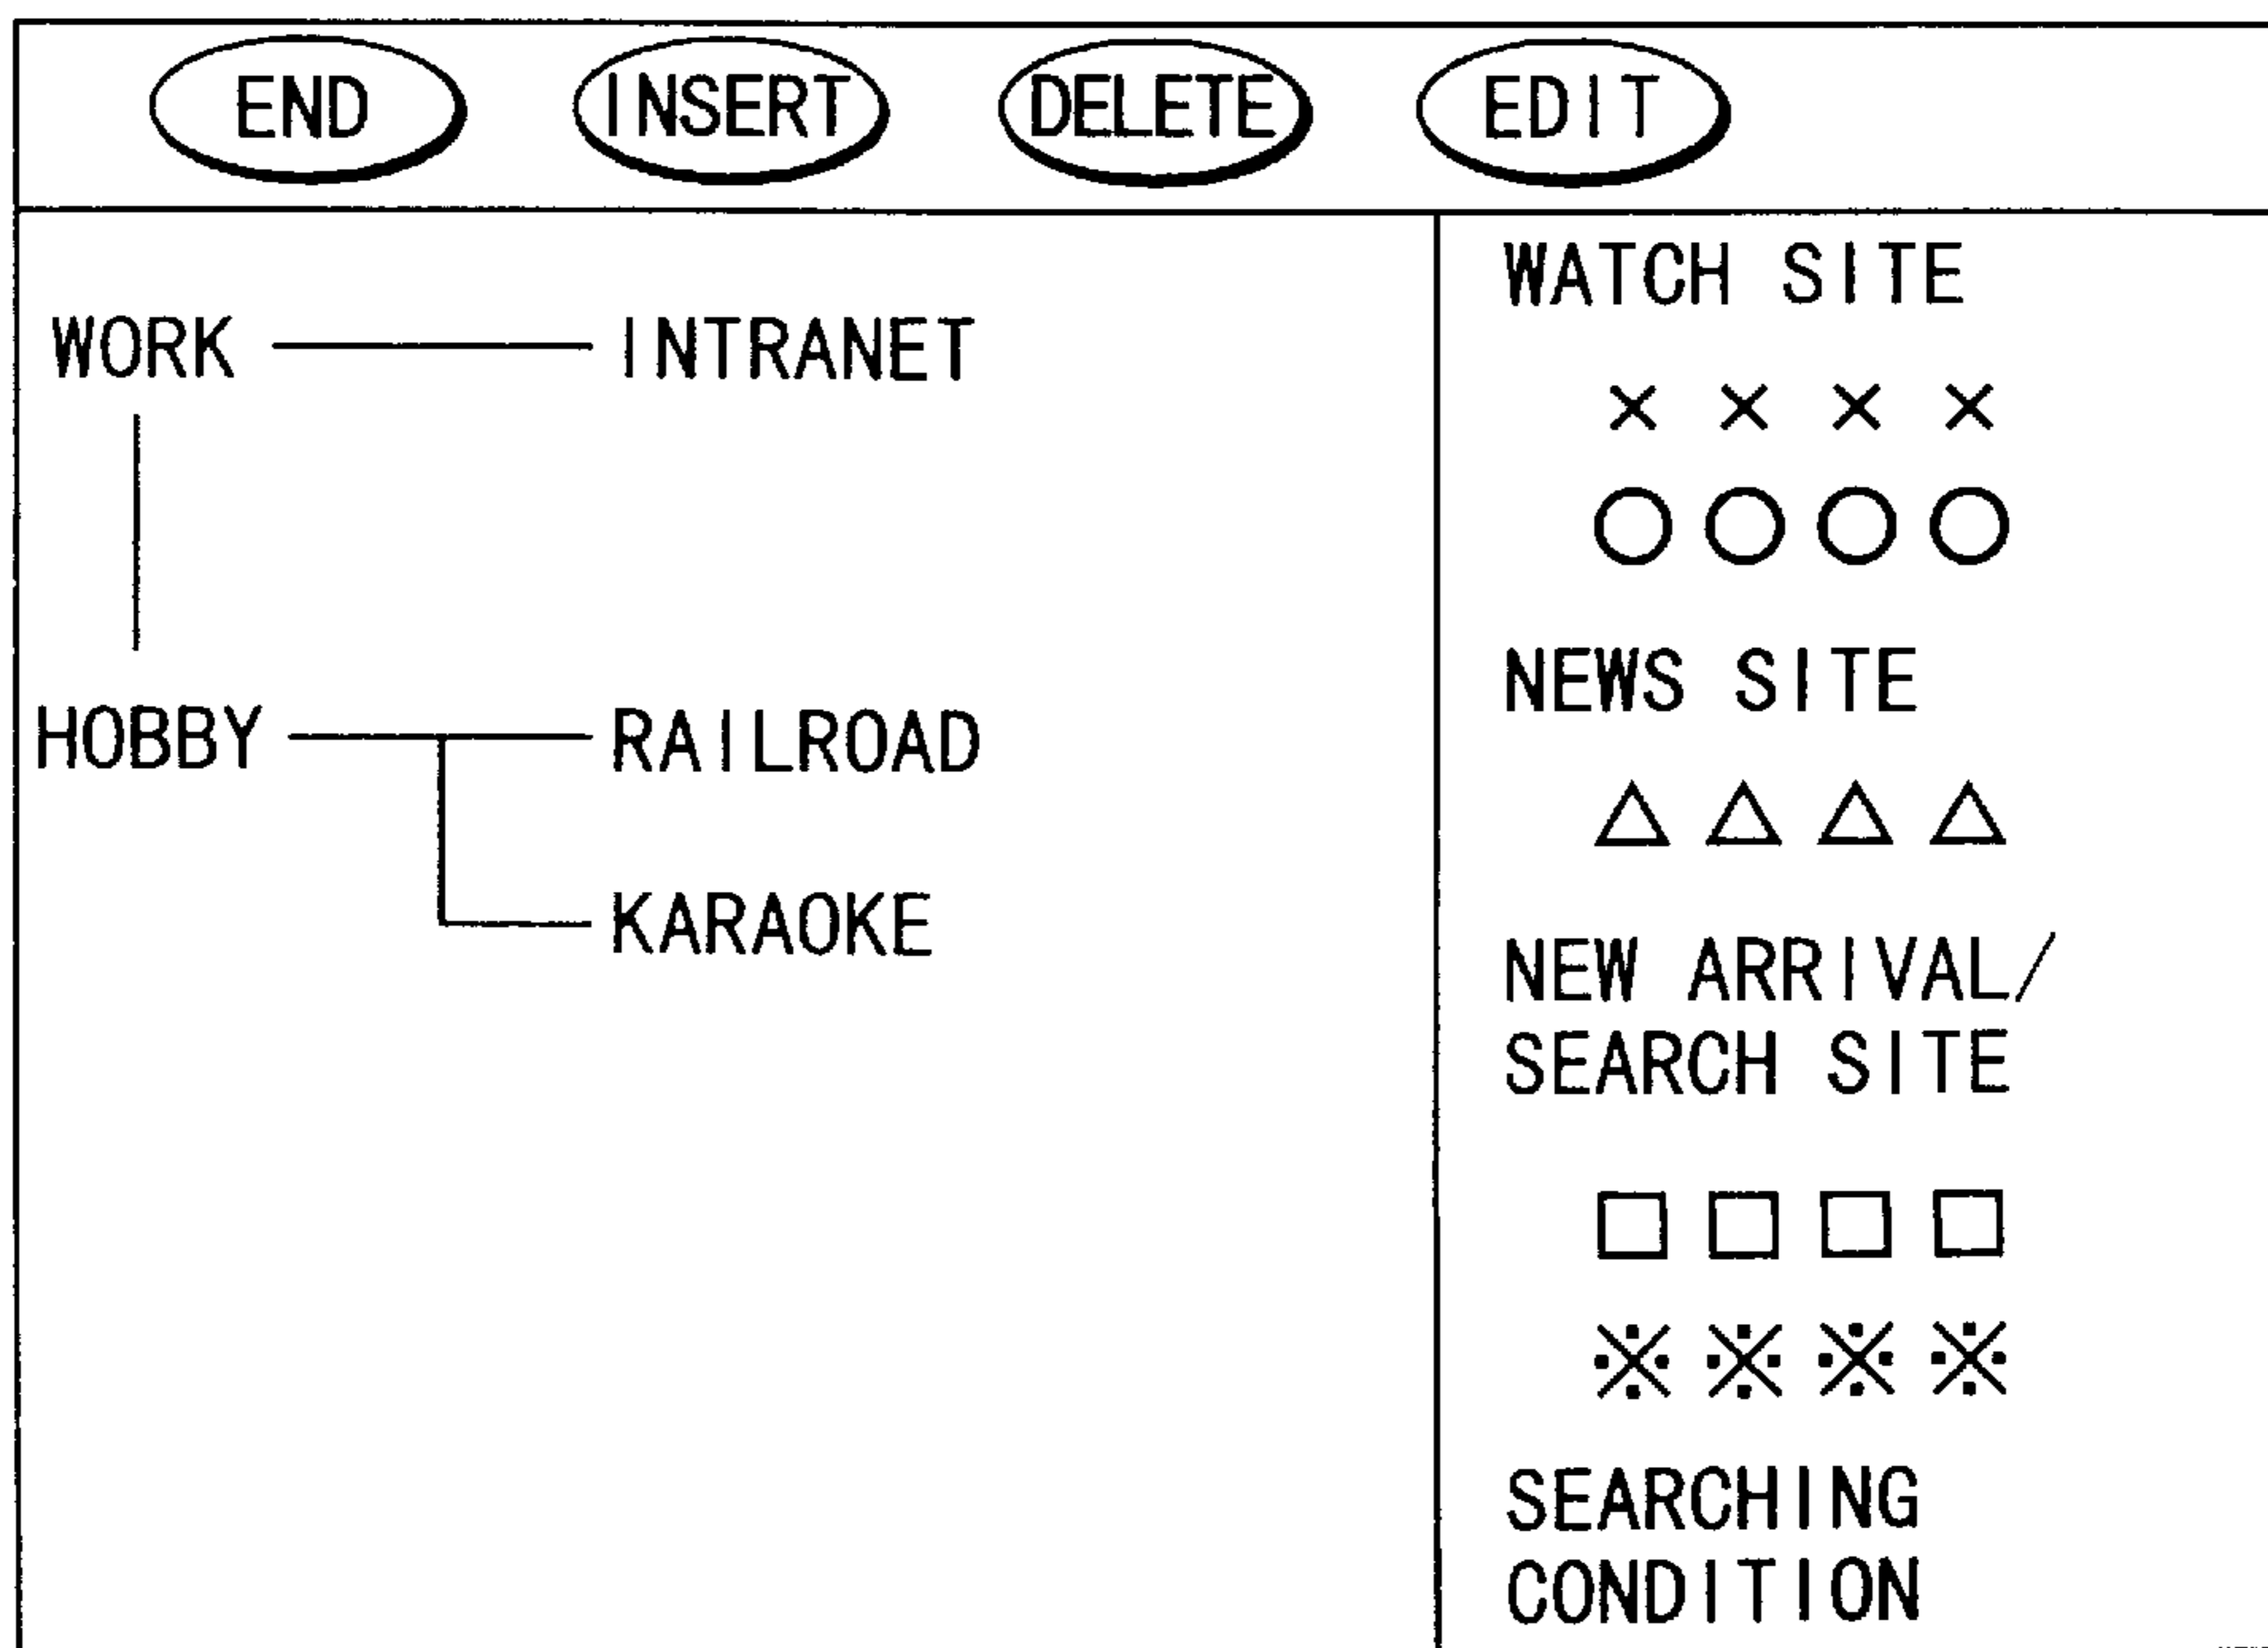 END INSERT DELETE EDIT
WORK INTRANET
HOBBY RAILROAD
KARAOKE
WATCH SITE
××××
○○○○
NEWS SITE
△△△△
NEW ARRIVAL/
SEARCH SITE
□□□□
※※※※
SEARCHING
CONDITION